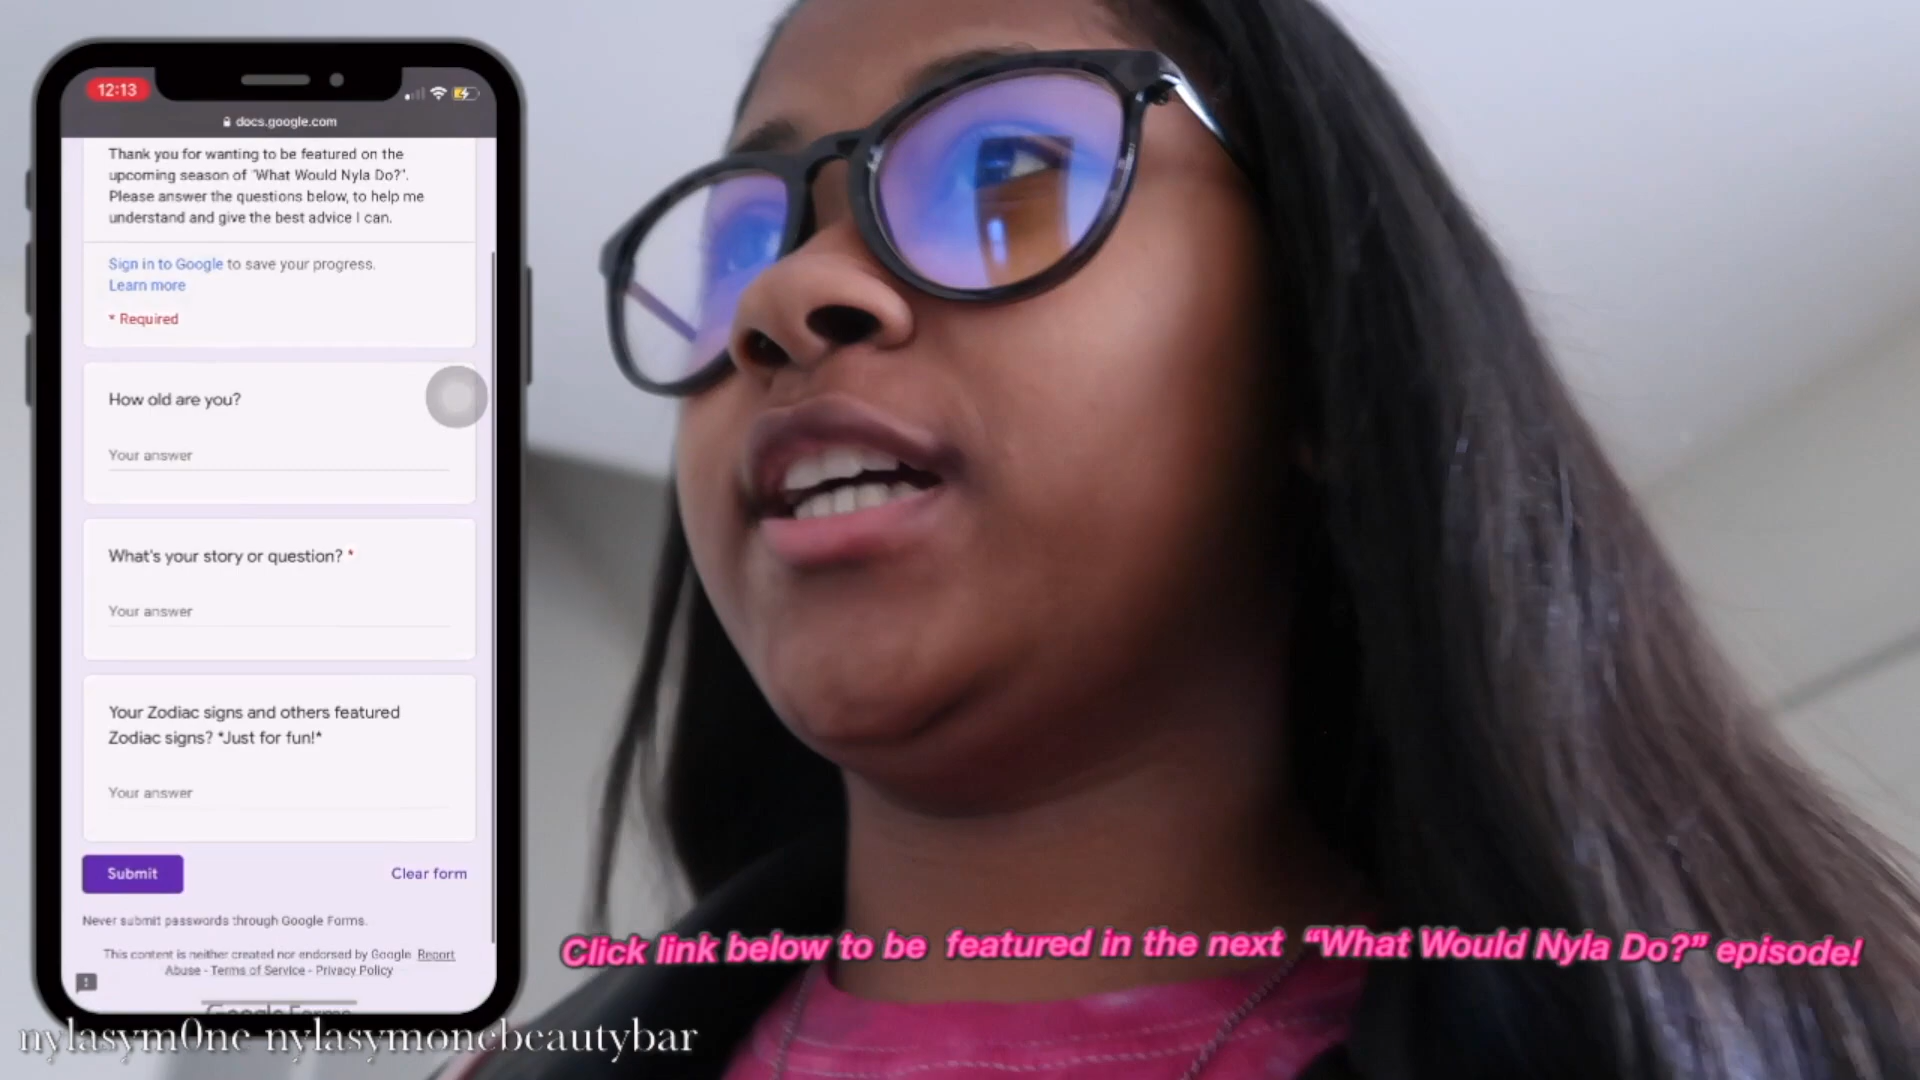 12:13
docs.google.com
Thank you for wanting to be featured on the
upcoming season of "What Would Nyla Do?".
Please answer the questions below, to help me
understand and give the best advice I can.
Sign in to Google to save your progress.
Learn more
* Required
How old are you?
Your answer
What's your story or question? *
Your answer
Your Zodiac signs and others featured
Zodiac signs? *Just for fun!*
Your answer
Submit
Clear form
Never submit passwords through Google Forms.
This content is neither created nor endorsed by Google. Report
Abuse - Terms of Service - Privacy Policy
Google Forms
Click link below to be featured in the next “What Would Nyla Do?” episode!
nylasym0ne nylasymonebeautybar